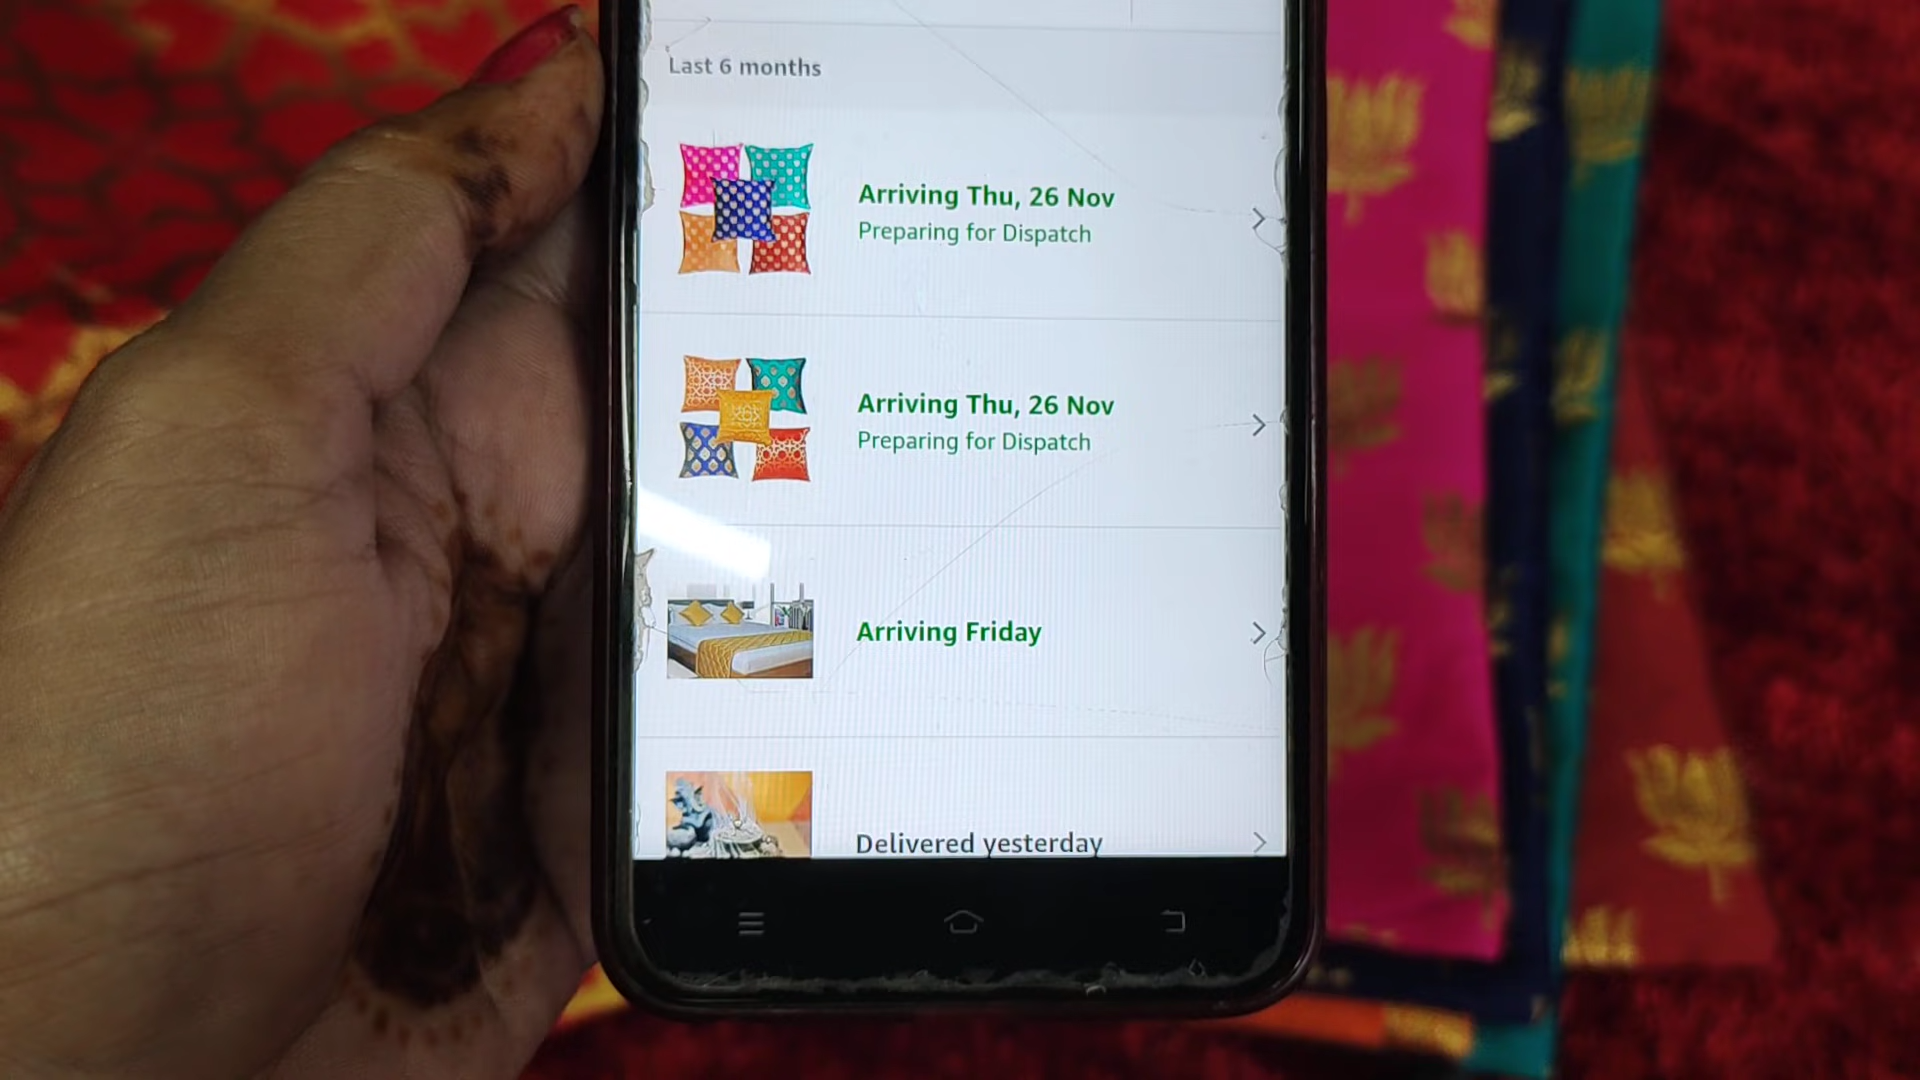 Last 6 months
Arriving Thu, 26 Nov
Preparing for Dispatch
Arriving Thu, 26 Nov
Preparing for Dispatch
Arriving Friday
Delivered yesterday